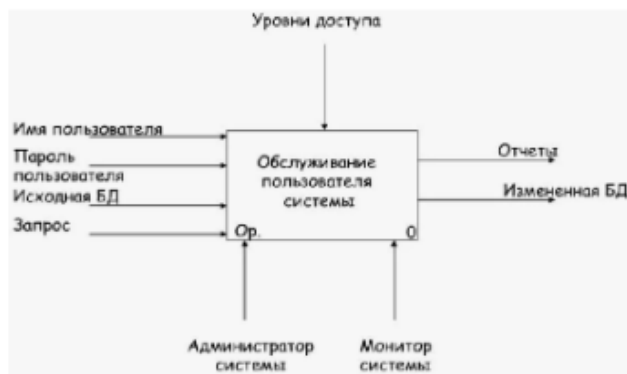 Уровни доступа
Имя пользователя
Пароль
пользователя
Исходная БД
Запрос
Обслуживание
пользователя
системы
0р.
0
Отчеты
Измененная БД
Администратор
системы
Монитор
системы